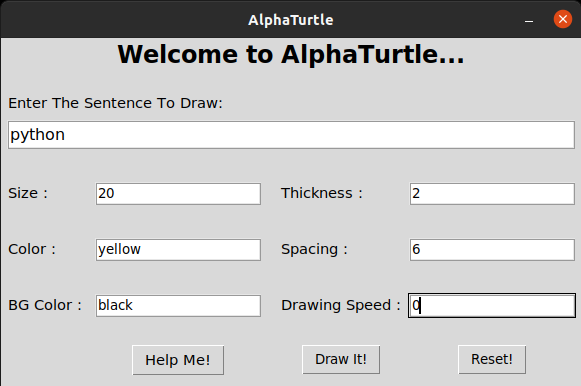 AlphaTurtle
Welcome to AlphaTurtle...
Enter The Sentence To Draw:
python
Size : 20 Thickness : 2
Color : yellow Spacing : 6
BG Color : black Drawing Speed : 0
Help Me! Draw It! Reset!